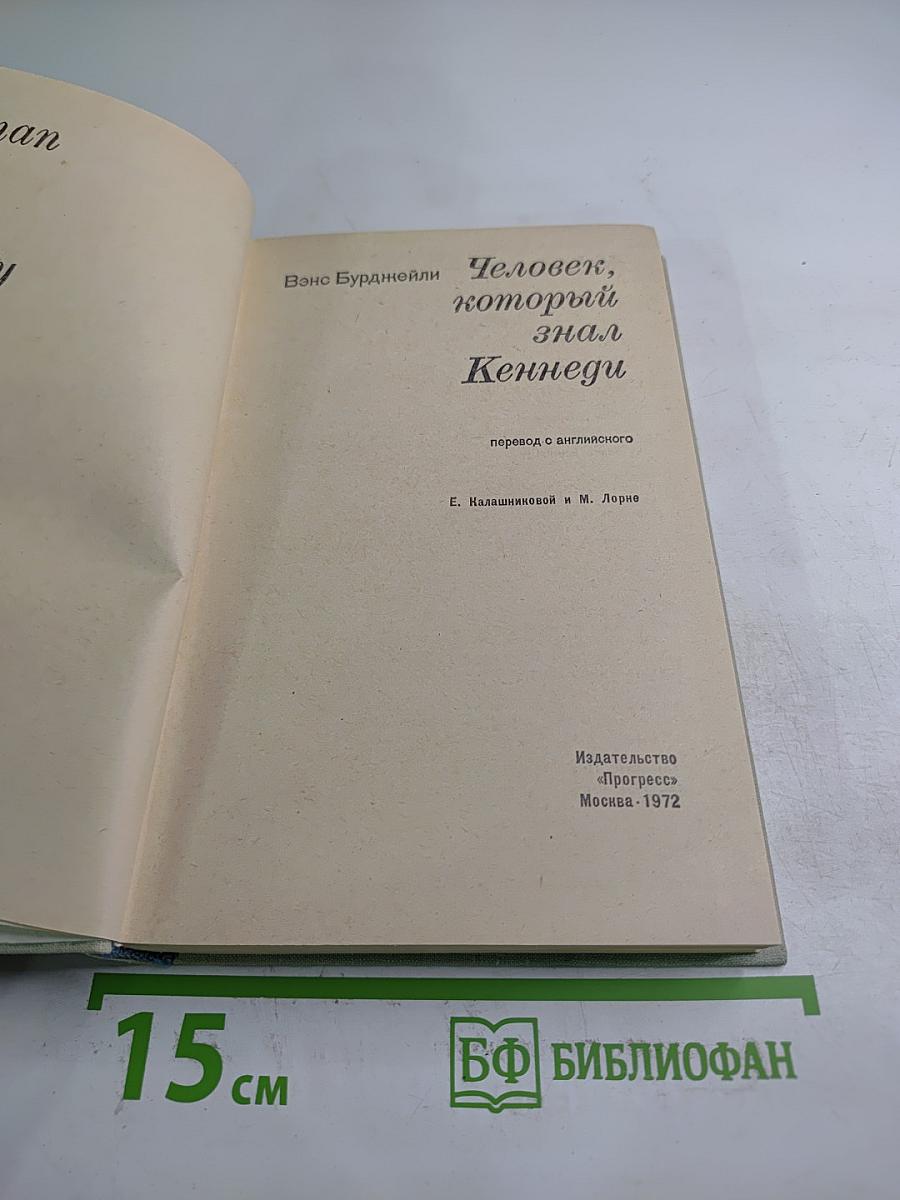 Вэнс Бурджейли
Человек,
который
знал
Кеннеди
перевод с английского
Е. Калашниковой и М. Лорие
Издательство
«Прогресс»
Москва·1972
15 см
БФ БИБЛИОФАН